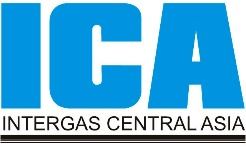 ICA
INTERGAS CENTRAL ASIA